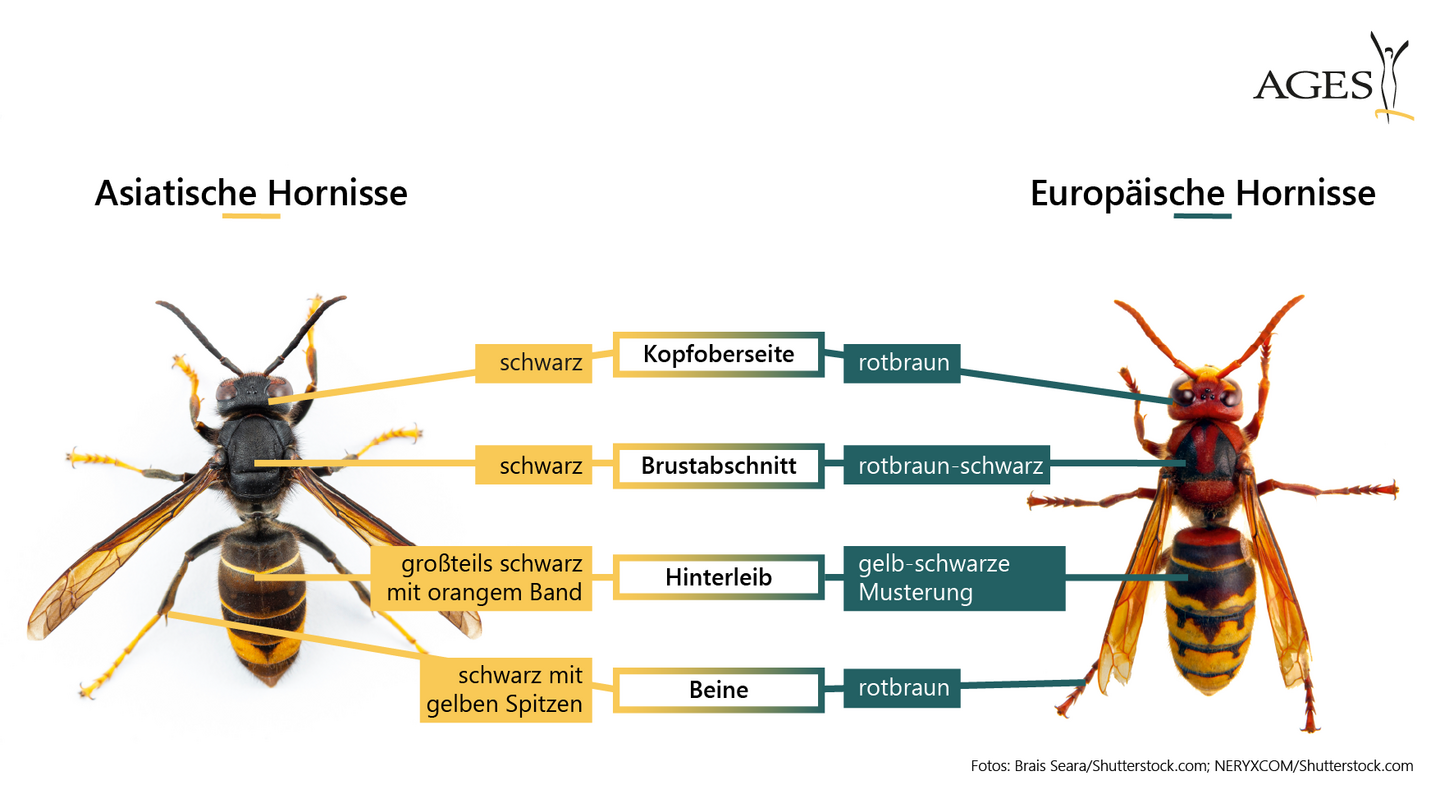 AGES
Asiatische Hornisse
Europäische Hornisse
schwarz
Kopfoberseite
rotbraun
schwarz
Brustabschnitt
rotbraun-schwarz
großteils schwarz
mit orangem Band
Hinterleib
gelb-schwarze
Musterung
schwarz mit
gelben Spitzen
Beine
rotbraun
Fotos: Brais Seara/Shutterstock.com; NERYXCOM/Shutterstock.com